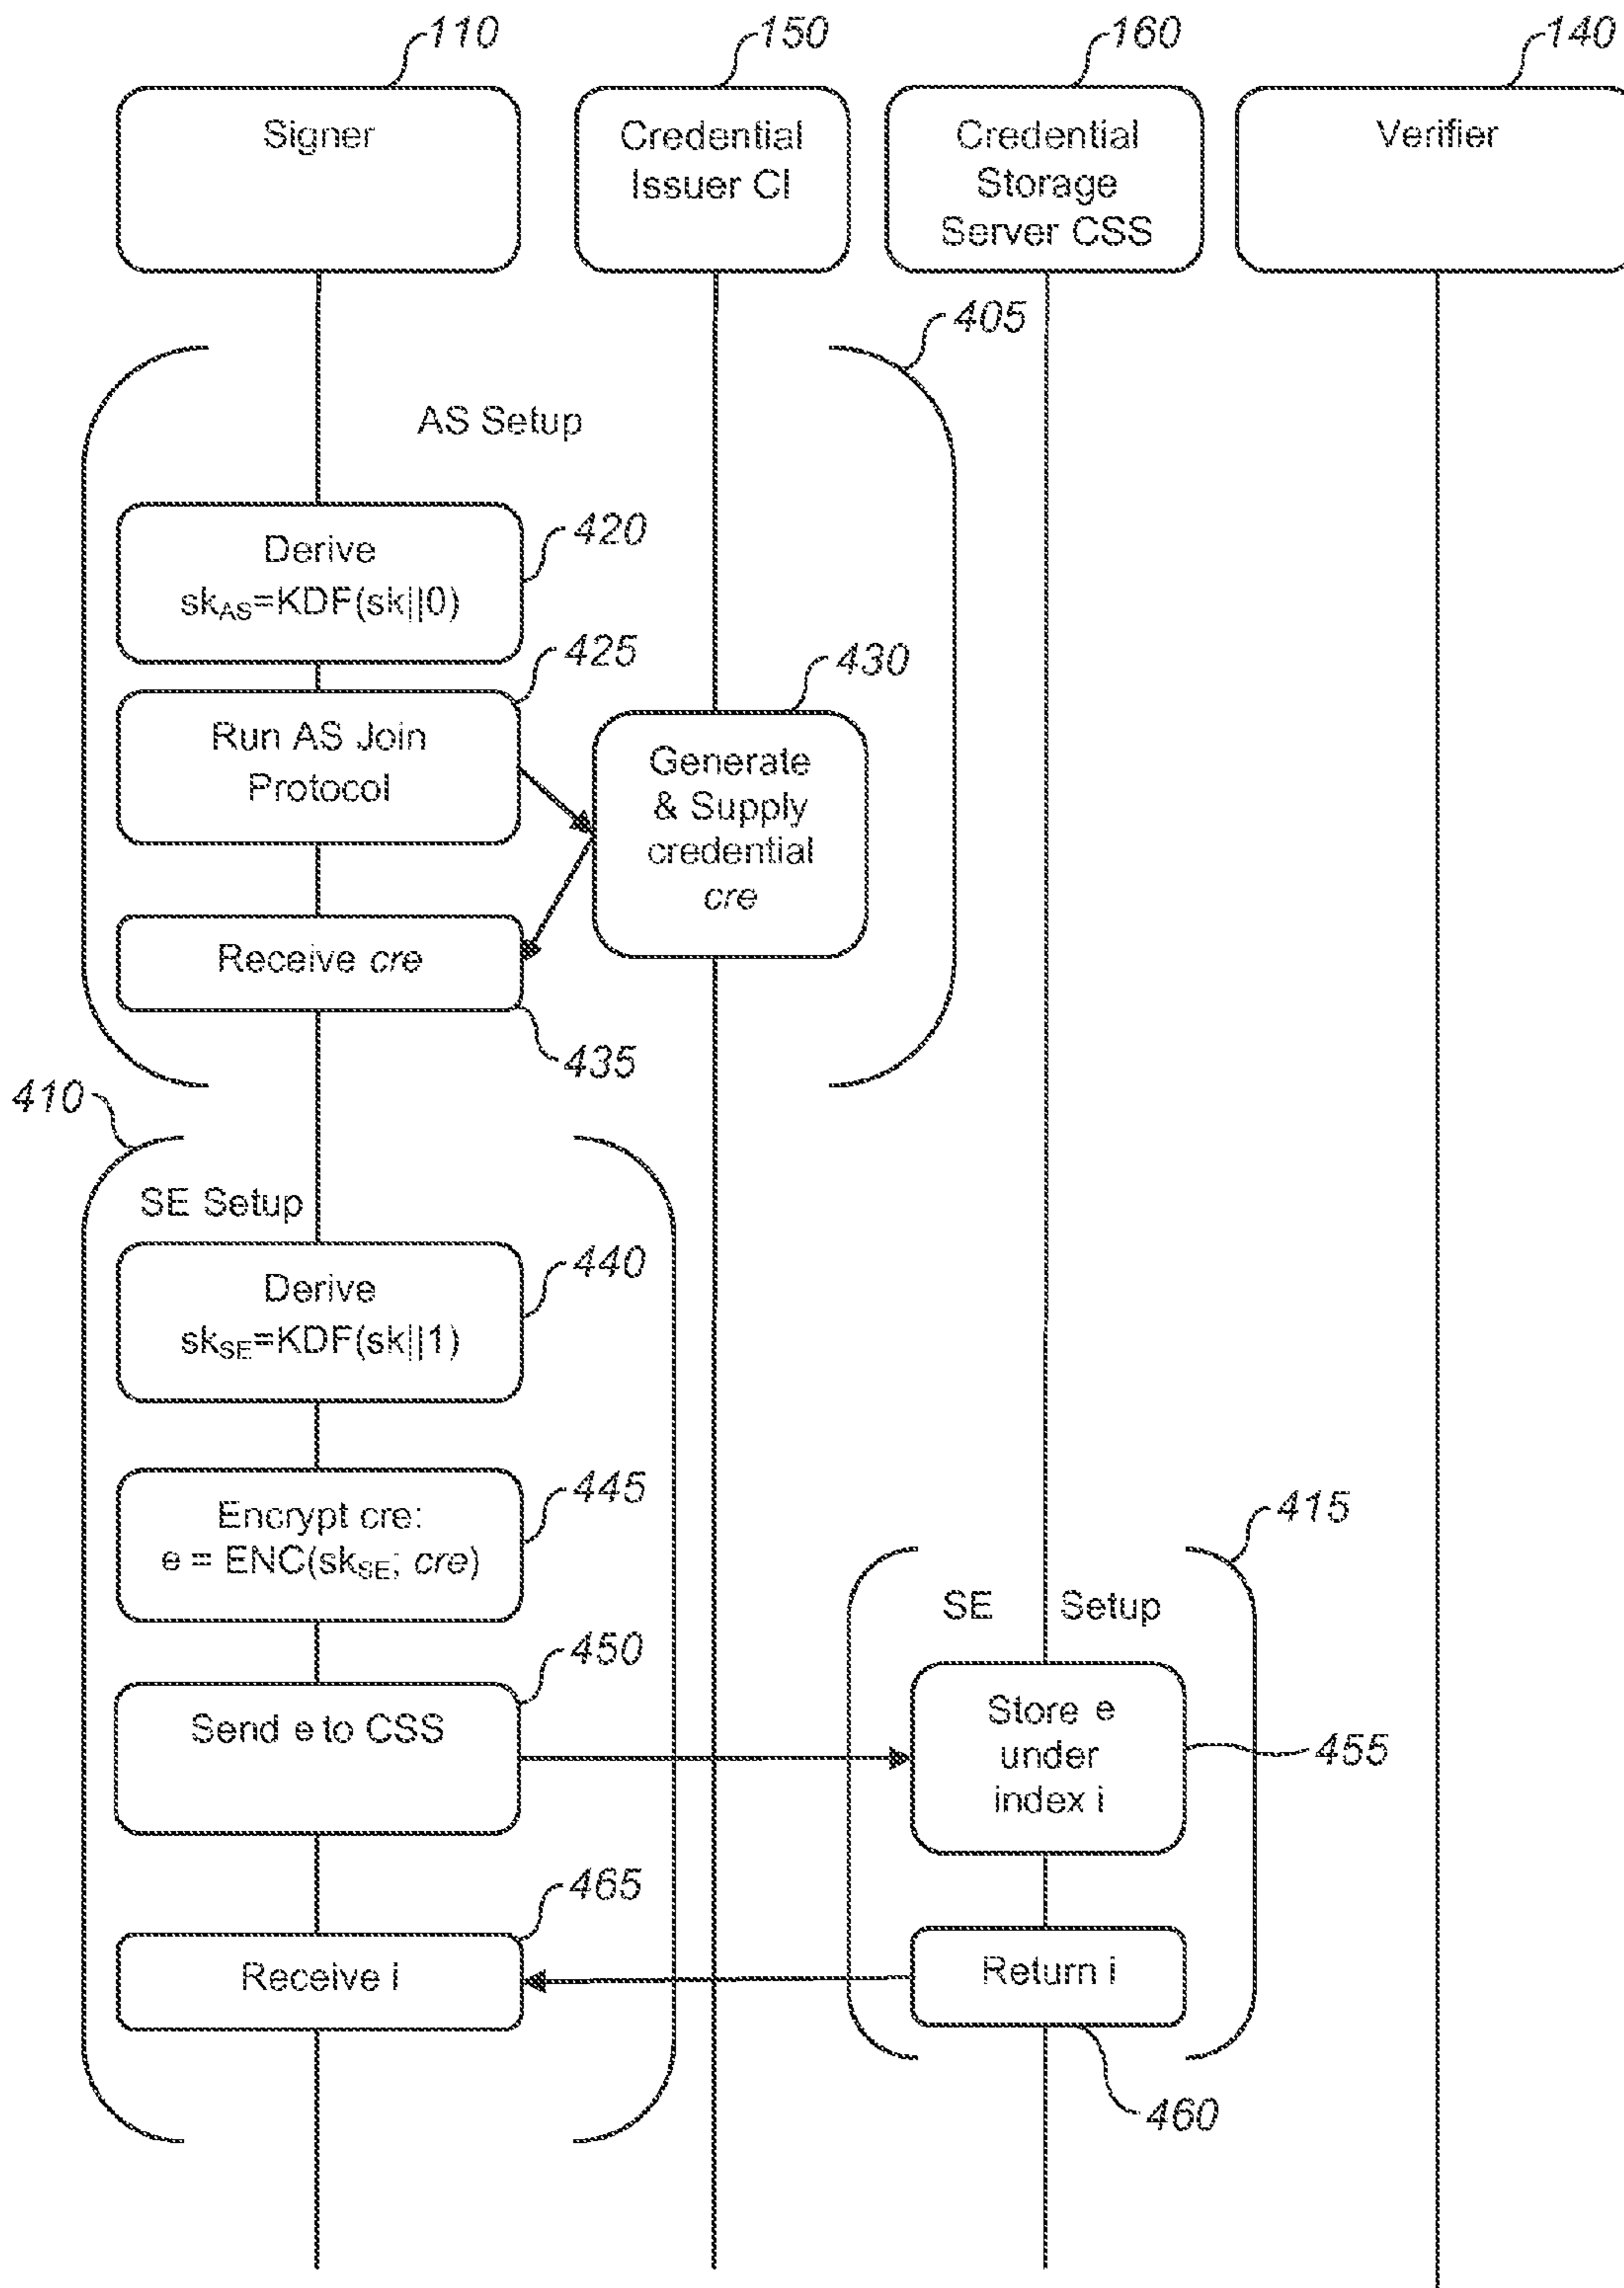 110
150
160
140
Signer
Credential
Issuer CI
Credential
Storage
Server CSS
Verifier
405
AS Setup
Derive
sk_AS=KDF(sk||0)
420
Run AS Join
Protocol
425
Generate
& Supply
credential
cre
430
Receive cre
435
410
SE Setup
Derive
sk_SE=KDF(sk||1)
440
Encrypt cre:
e = ENC(sk_SE; cre)
445
415
SE Setup
Send e to CSS
450
Store e
under
index i
455
Receive i
465
Return i
460